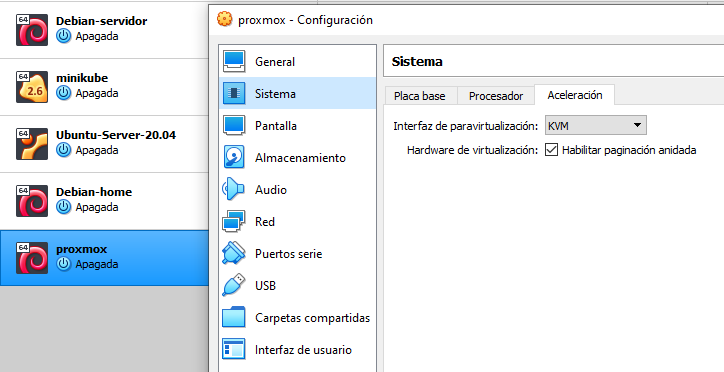 64
Debian-servidor
Apagada
2.6
minikube
Apagada
64
Ubuntu-Server-20.04
Apagada
64
Debian-home
Apagada
64
proxmox
Apagada
proxmox - Configuración
General
Sistema
Pantalla
Almacenamiento
Audio
Red
Puertos serie
USB
Carpetas compartidas
Interfaz de usuario
Sistema
Placa base Procesador Aceleración
Interfaz de paravirtualización: KVM
Hardware de virtualización: Habilitar paginación anidada